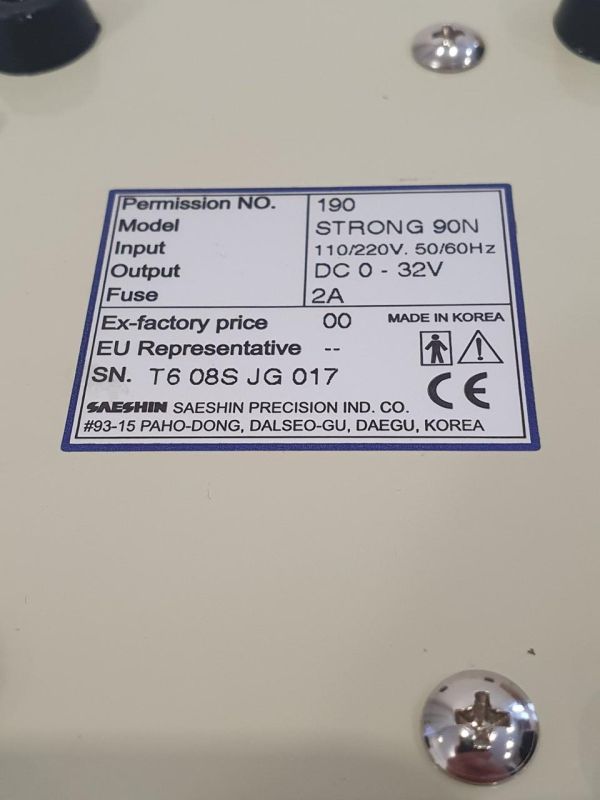 Permission NO. 190
Model STRONG 90N
Input 110/220V. 50/60Hz
Output DC 0 - 32V
Fuse 2A
Ex-factory price 00 MADE IN KOREA
EU Representative --
SN. T6 08S JG 017
CE
SAESHIN SAESHIN PRECISION IND. CO.
#93-15 PAHO-DONG, DALSEO-GU, DAEGU, KOREA